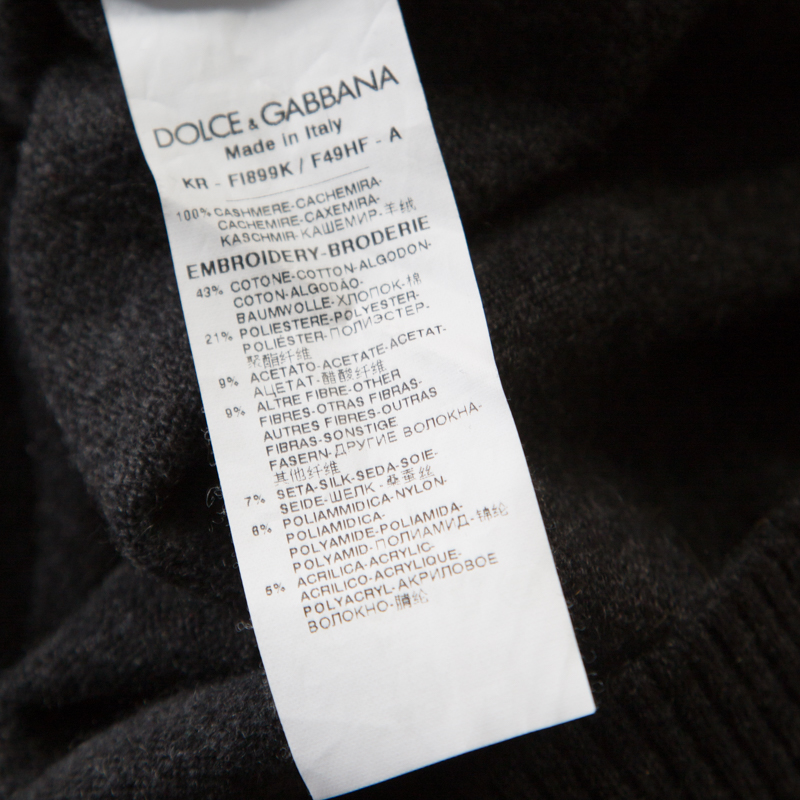 DOLCE & GABBANA
Made in Italy
KR - FI899K / F49HF - A
100% CASHMERE-CACHEMIRA-
CACHEMIRE-CAXEMIRA-
KASCHMIR-КАШЕМИР-羊绒
EMBROIDERY-BRODERIE
43% COTONE-COTTON-ALGODON-
COTON-ALGODÃO-
BAUMWOLLE-ХЛОПОК-棉
21% POLIESTERE-POLYESTER-
POLIÉSTER-ПОЛИЭСТЕР-
聚酯纤维
9% ACETATO-ACETATE-ACETAT-
АЦЕТАТ-醋酸纤维
9% ALTRE FIBRE-OTHER
FIBRES-OTRAS FIBRAS-
AUTRES FIBRES-OUTRAS
FIBRAS-SONSTIGE
FASERN-ДРУГИЕ ВОЛОКНА-
其他纤维
7% SETA-SILK-SEDA-SOIE-
SEIDE-ШЕЛК - 桑蚕丝
6% POLIAMMIDICA-NYLON-
POLIAMIDICA-
POLYAMIDE-POLIAMIDA-
POLYAMID-ПОЛИАМИД-锦纶
5% ACRILICA-ACRYLIC-
ACRILICO-ACRYLIQUE-
POLYACRYL-АКРИЛОВОЕ
ВОЛОКНО-腈纶